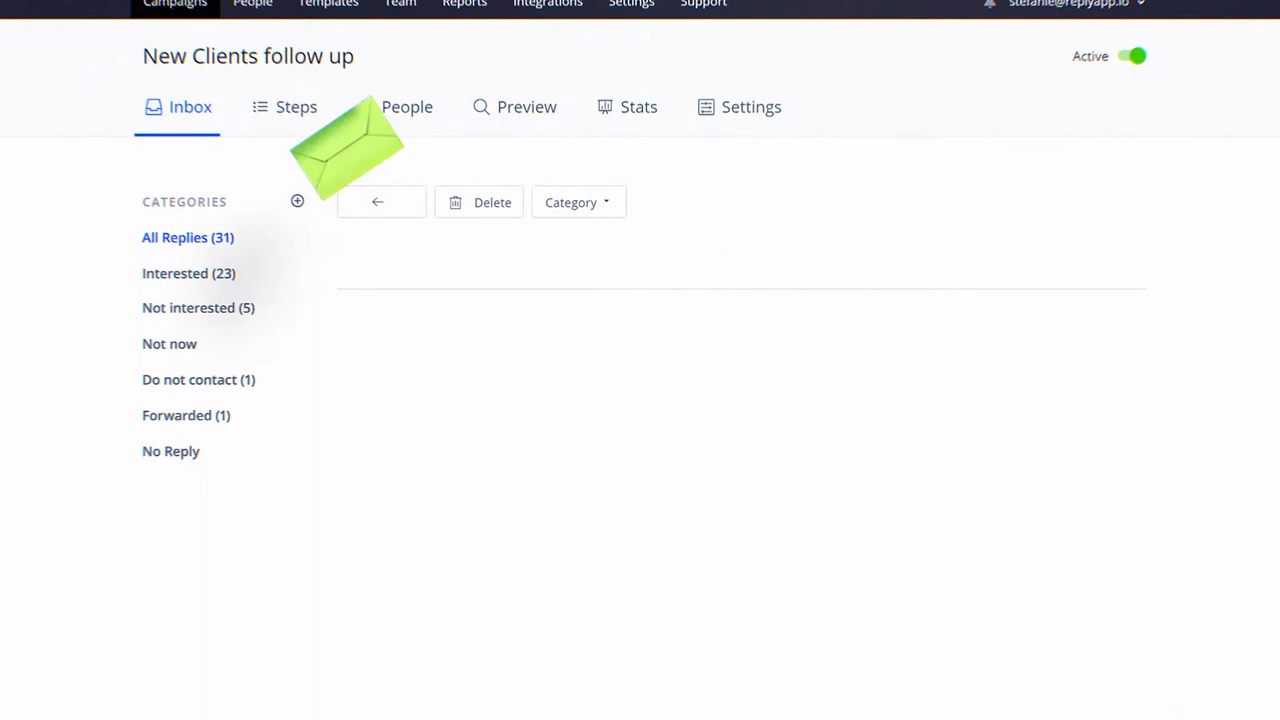 Campaigns People Templates Team Reports Integrations Settings Support stefanie@replyapp.io
New Clients follow up
Active
Inbox Steps People Preview Stats Settings
CATEGORIES
Delete Category
All Replies (31)
Interested (23)
Not interested (5)
Not now
Do not contact (1)
Forwarded (1)
No Reply